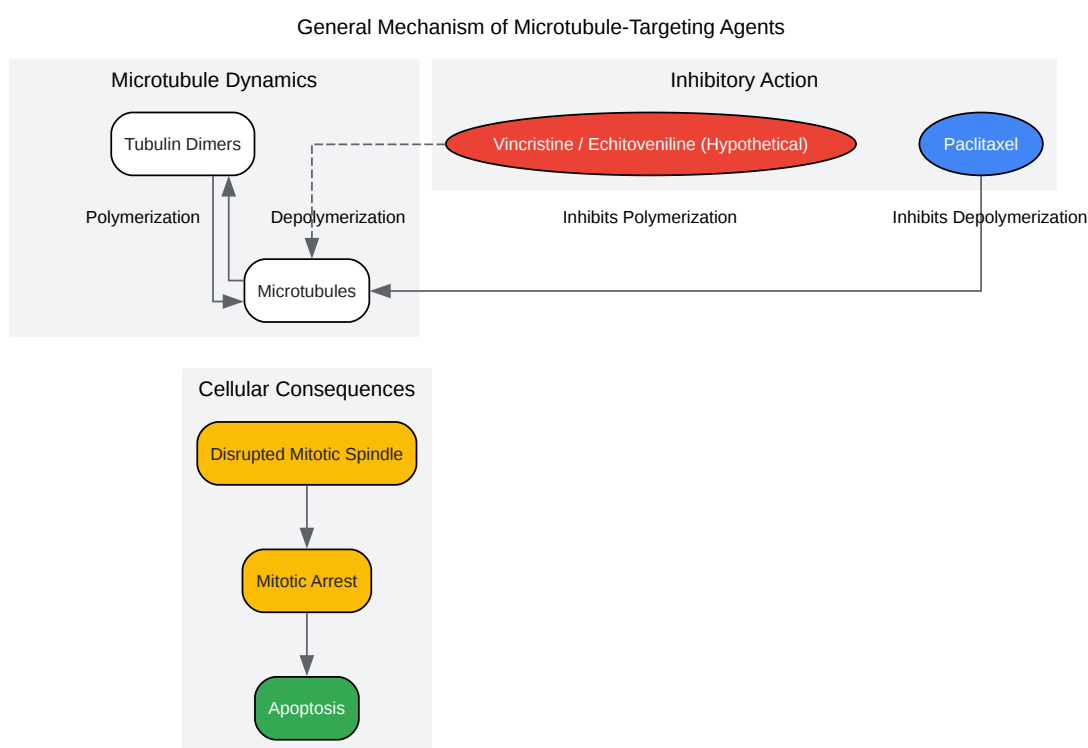 General Mechanism of Microtubule-Targeting Agents
Microtubule Dynamics
Inhibitory Action
Tubulin Dimers
Vincristine / Echitoveniline (Hypothetical)
Paclitaxel
Polymerization
Depolymerization
Inhibits Polymerization
Inhibits Depolymerization
Microtubules
Cellular Consequences
Disrupted Mitotic Spindle
Mitotic Arrest
Apoptosis